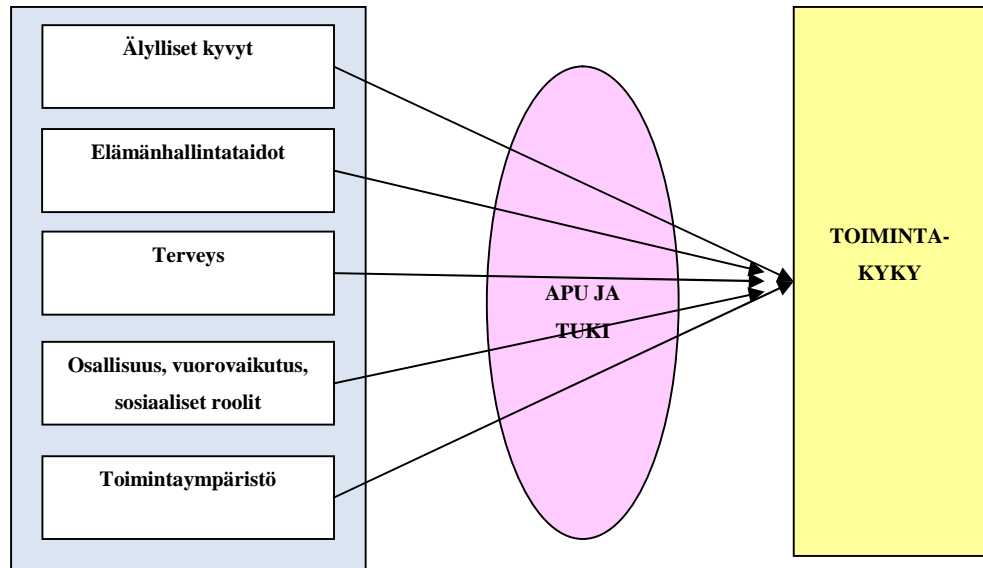 Älylliset kyvyt
Elämänhallintataidot
Terveys
Osallisuus, vuorovaikutus,
sosiaaliset roolit
Toimintaympäristö
APU JA
TUKI
TOIMINTA-
KYKY